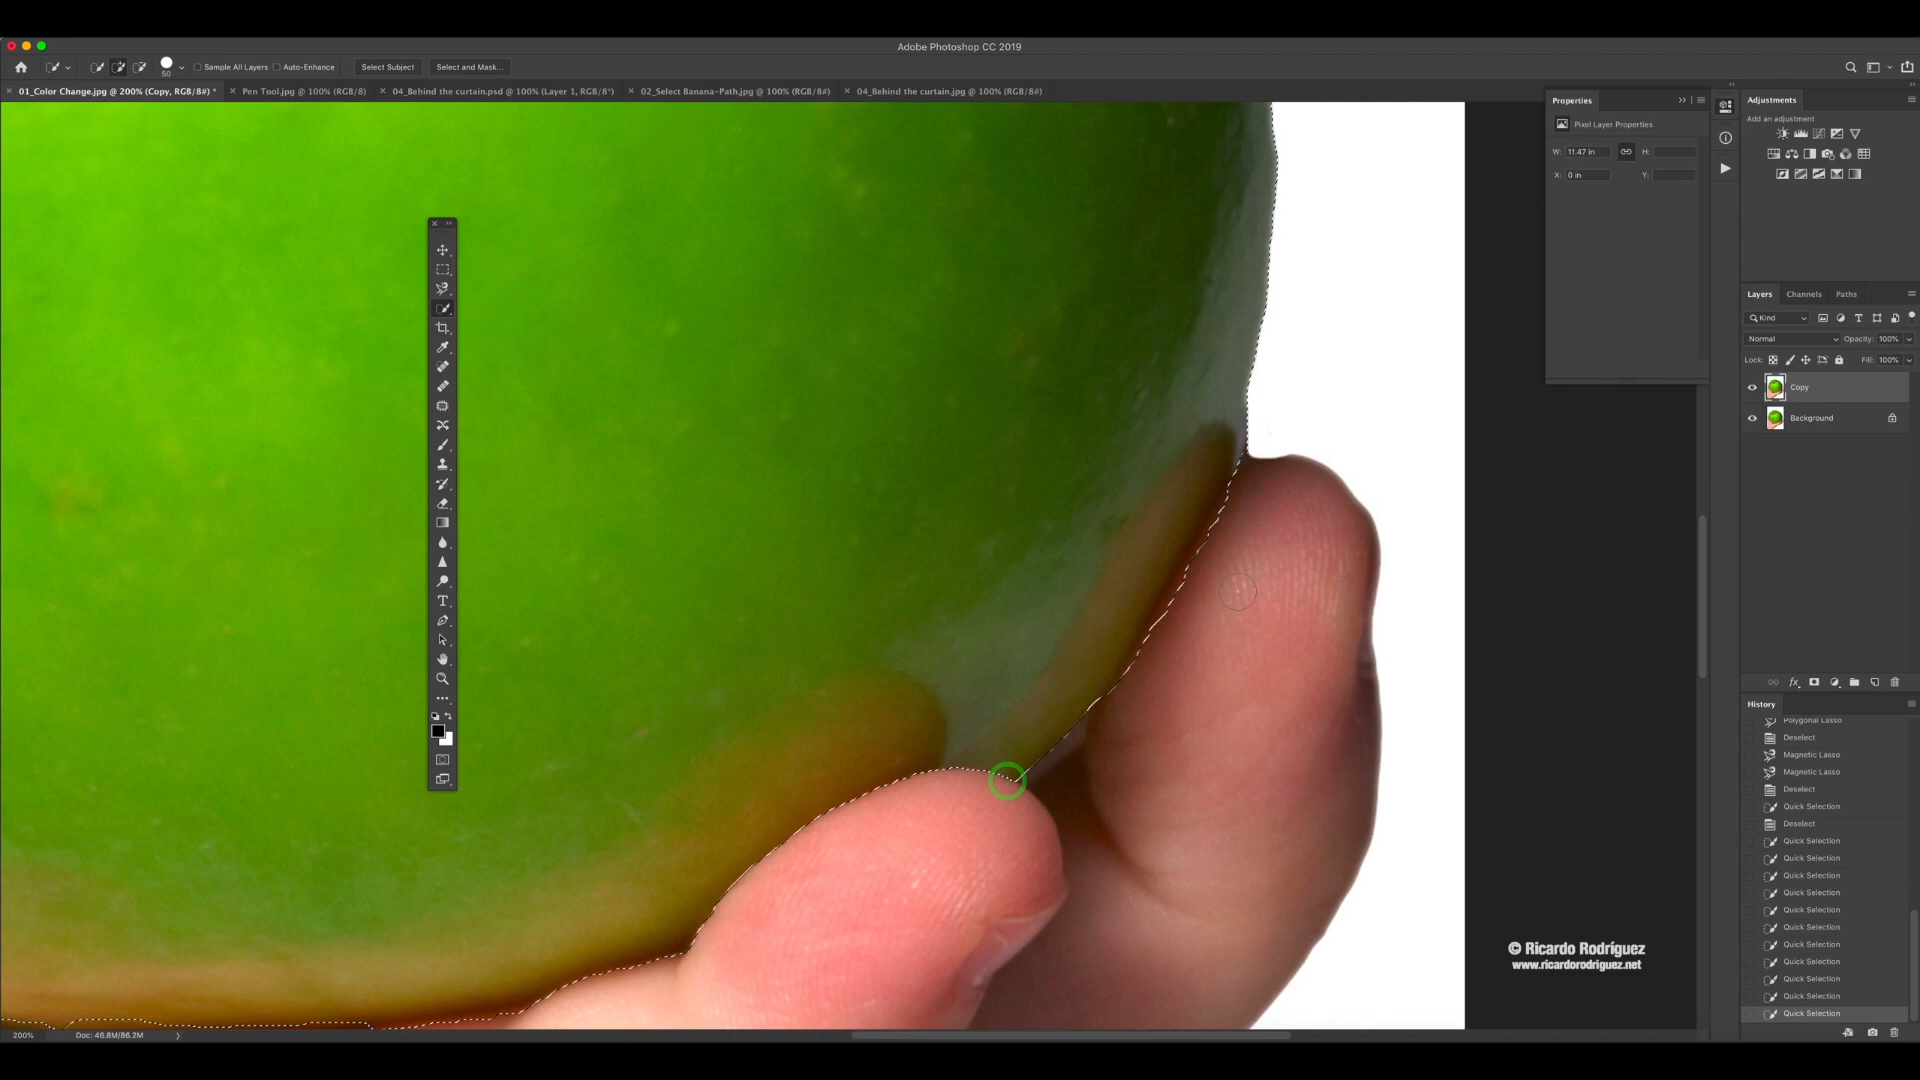 Adobe Photoshop CC 2019
50
Sample All Layers
Auto-Enhance
Select Subject
Select and Mask...
01_Color Change.jpg @ 200% (Copy, RGB/8#) *
Pen Tool.jpg @ 100% (RGB/8)
04_Behind the curtain.psd @ 100% (Layer 1, RGB/8*)
02_Select Banana-Path.jpg @ 100% (RGB/8#)
04_Behind the curtain.jpg @ 100% (RGB/8#)
Properties
Pixel Layer Properties
W: 11.47 in
H:
X: 0 in
Y:
Adjustments
Add an adjustment
Layers
Channels
Paths
Kind
Normal
Opacity: 100%
Lock:
Fill: 100%
Copy
Background
History
Polygonal Lasso
Deselect
Magnetic Lasso
Magnetic Lasso
Deselect
Quick Selection
Deselect
Quick Selection
Quick Selection
Quick Selection
Quick Selection
Quick Selection
Quick Selection
Quick Selection
Quick Selection
Quick Selection
Quick Selection
Quick Selection
© Ricardo Rodríguez
www.ricardorodriguez.net
200%
Doc: 46.8M/86.2M